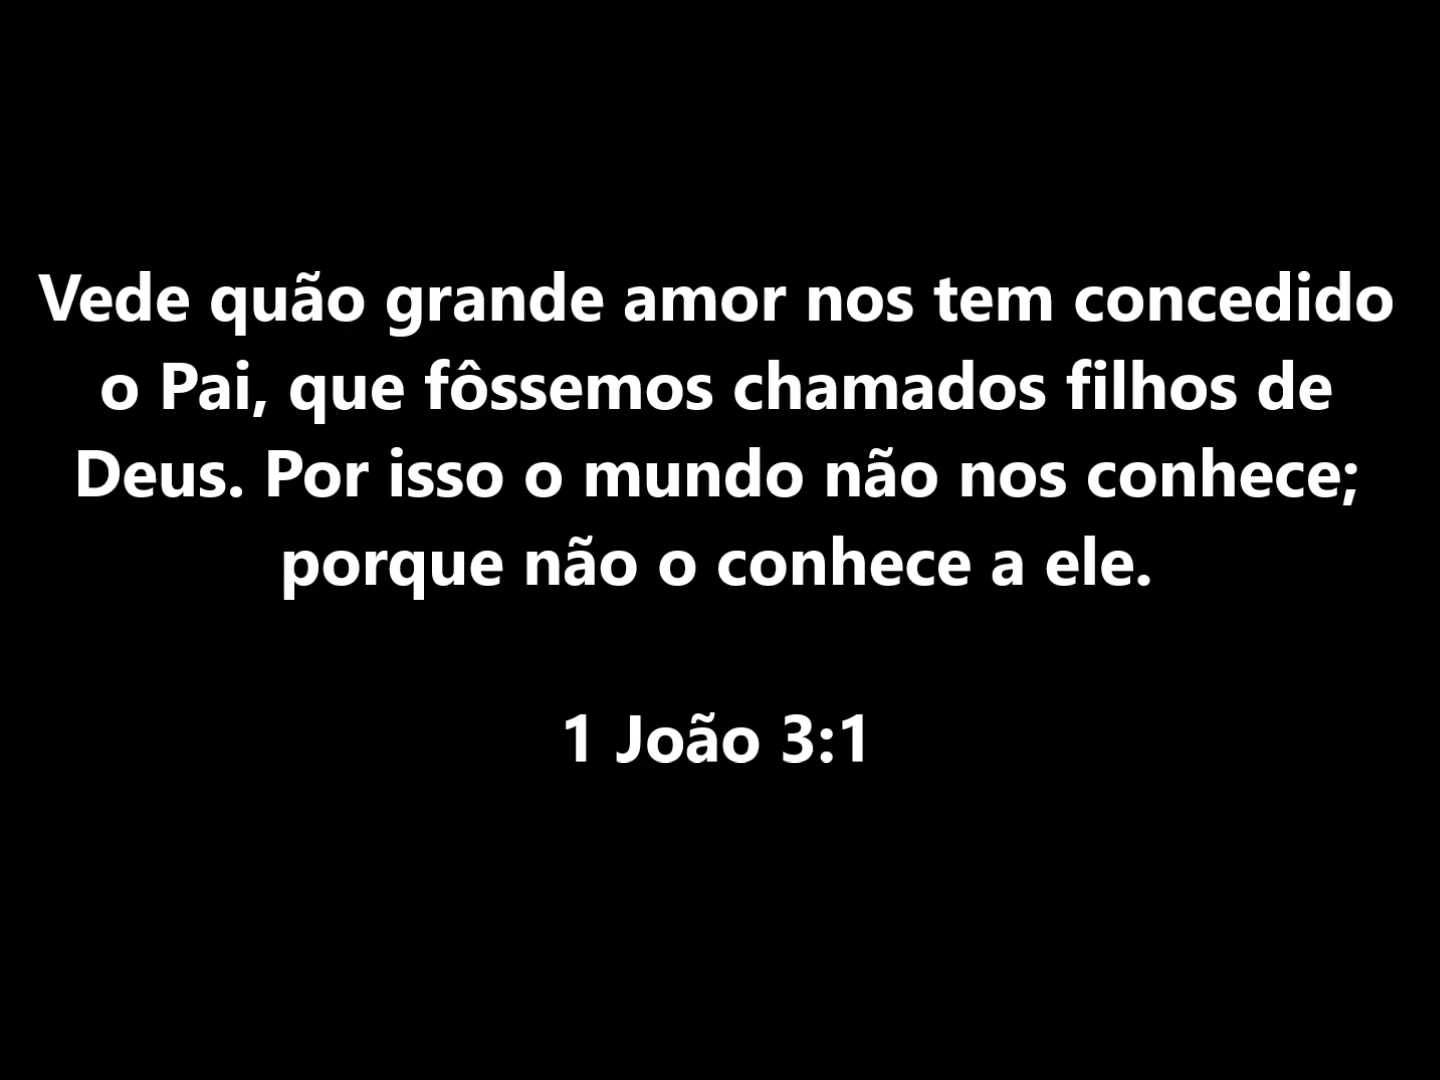 Vede quão grande amor nos tem concedido
o Pai, que fôssemos chamados filhos de
Deus. Por isso o mundo não nos conhece;
porque não o conhece a ele.
1 João 3:1